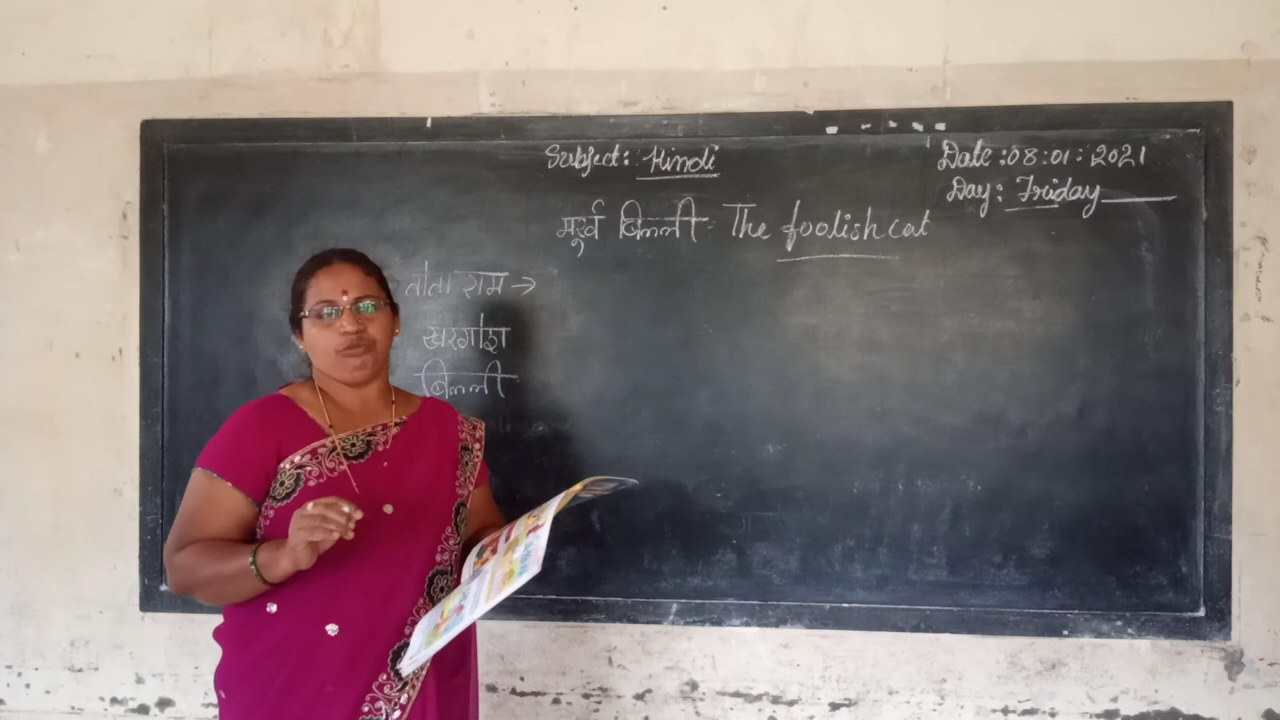 Subject: Hindi
Date :08:01:2021
Day: Friday
मूर्ख बिल्ली- The foolish cat
तोता राम →
खरगोश
बिल्ली